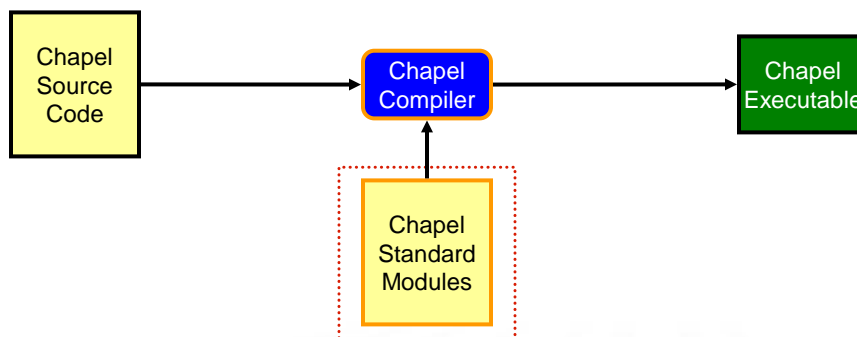 Chapel
Source
Code
Chapel
Compiler
Chapel
Executable
Chapel
Standard
Modules